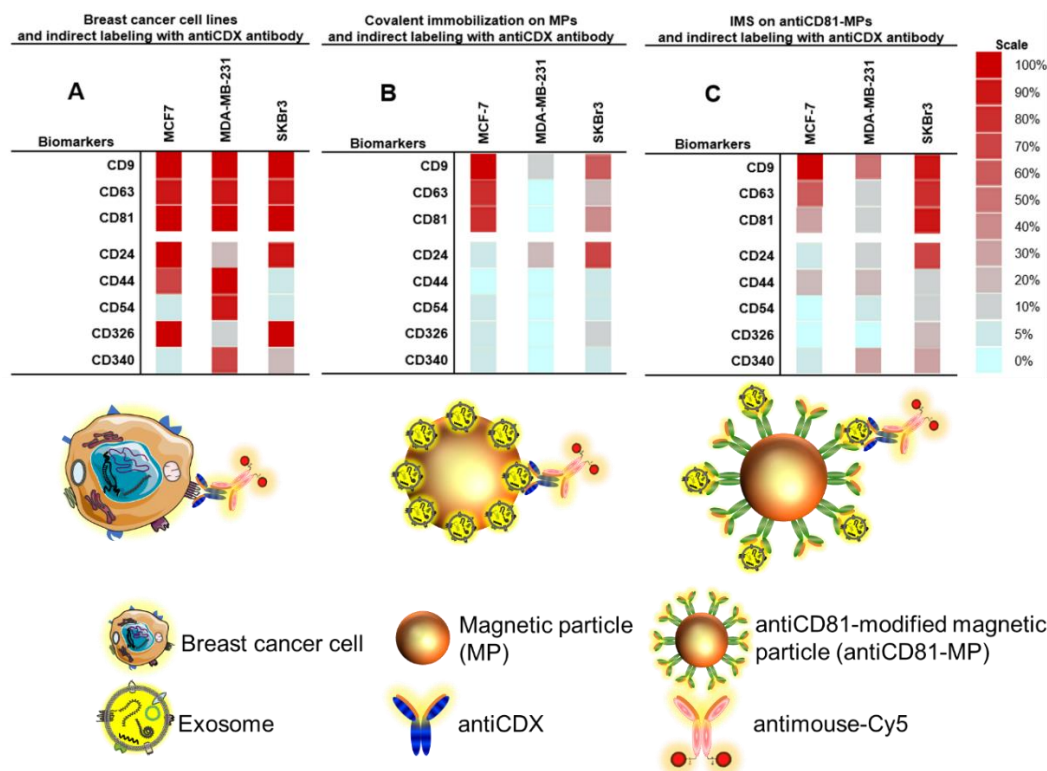 Breast cancer cell lines
and indirect labeling with antiCDX antibody
A
MCF7
MDA-MB-231
SKBr3
Biomarkers
CD9
CD63
CD81
CD24
CD44
CD54
CD326
CD340
Covalent immobilization on MPs
and indirect labeling with antiCDX antibody
B
MCF-7
MDA-MB-231
SKBr3
Biomarkers
CD9
CD63
CD81
CD24
CD44
CD54
CD326
CD340
IMS on antiCD81-MPs
and indirect labeling with antiCDX antibody
C
MCF-7
MDA-MB-231
SKBr3
Biomarkers
CD9
CD63
CD81
CD24
CD44
CD54
CD326
CD340
Scale
100%
90%
80%
70%
60%
50%
40%
30%
20%
10%
5%
0%
Breast cancer cell
Magnetic particle
(MP)
antiCD81-modified magnetic
particle (antiCD81-MP)
Exosome
antiCDX
antimouse-Cy5